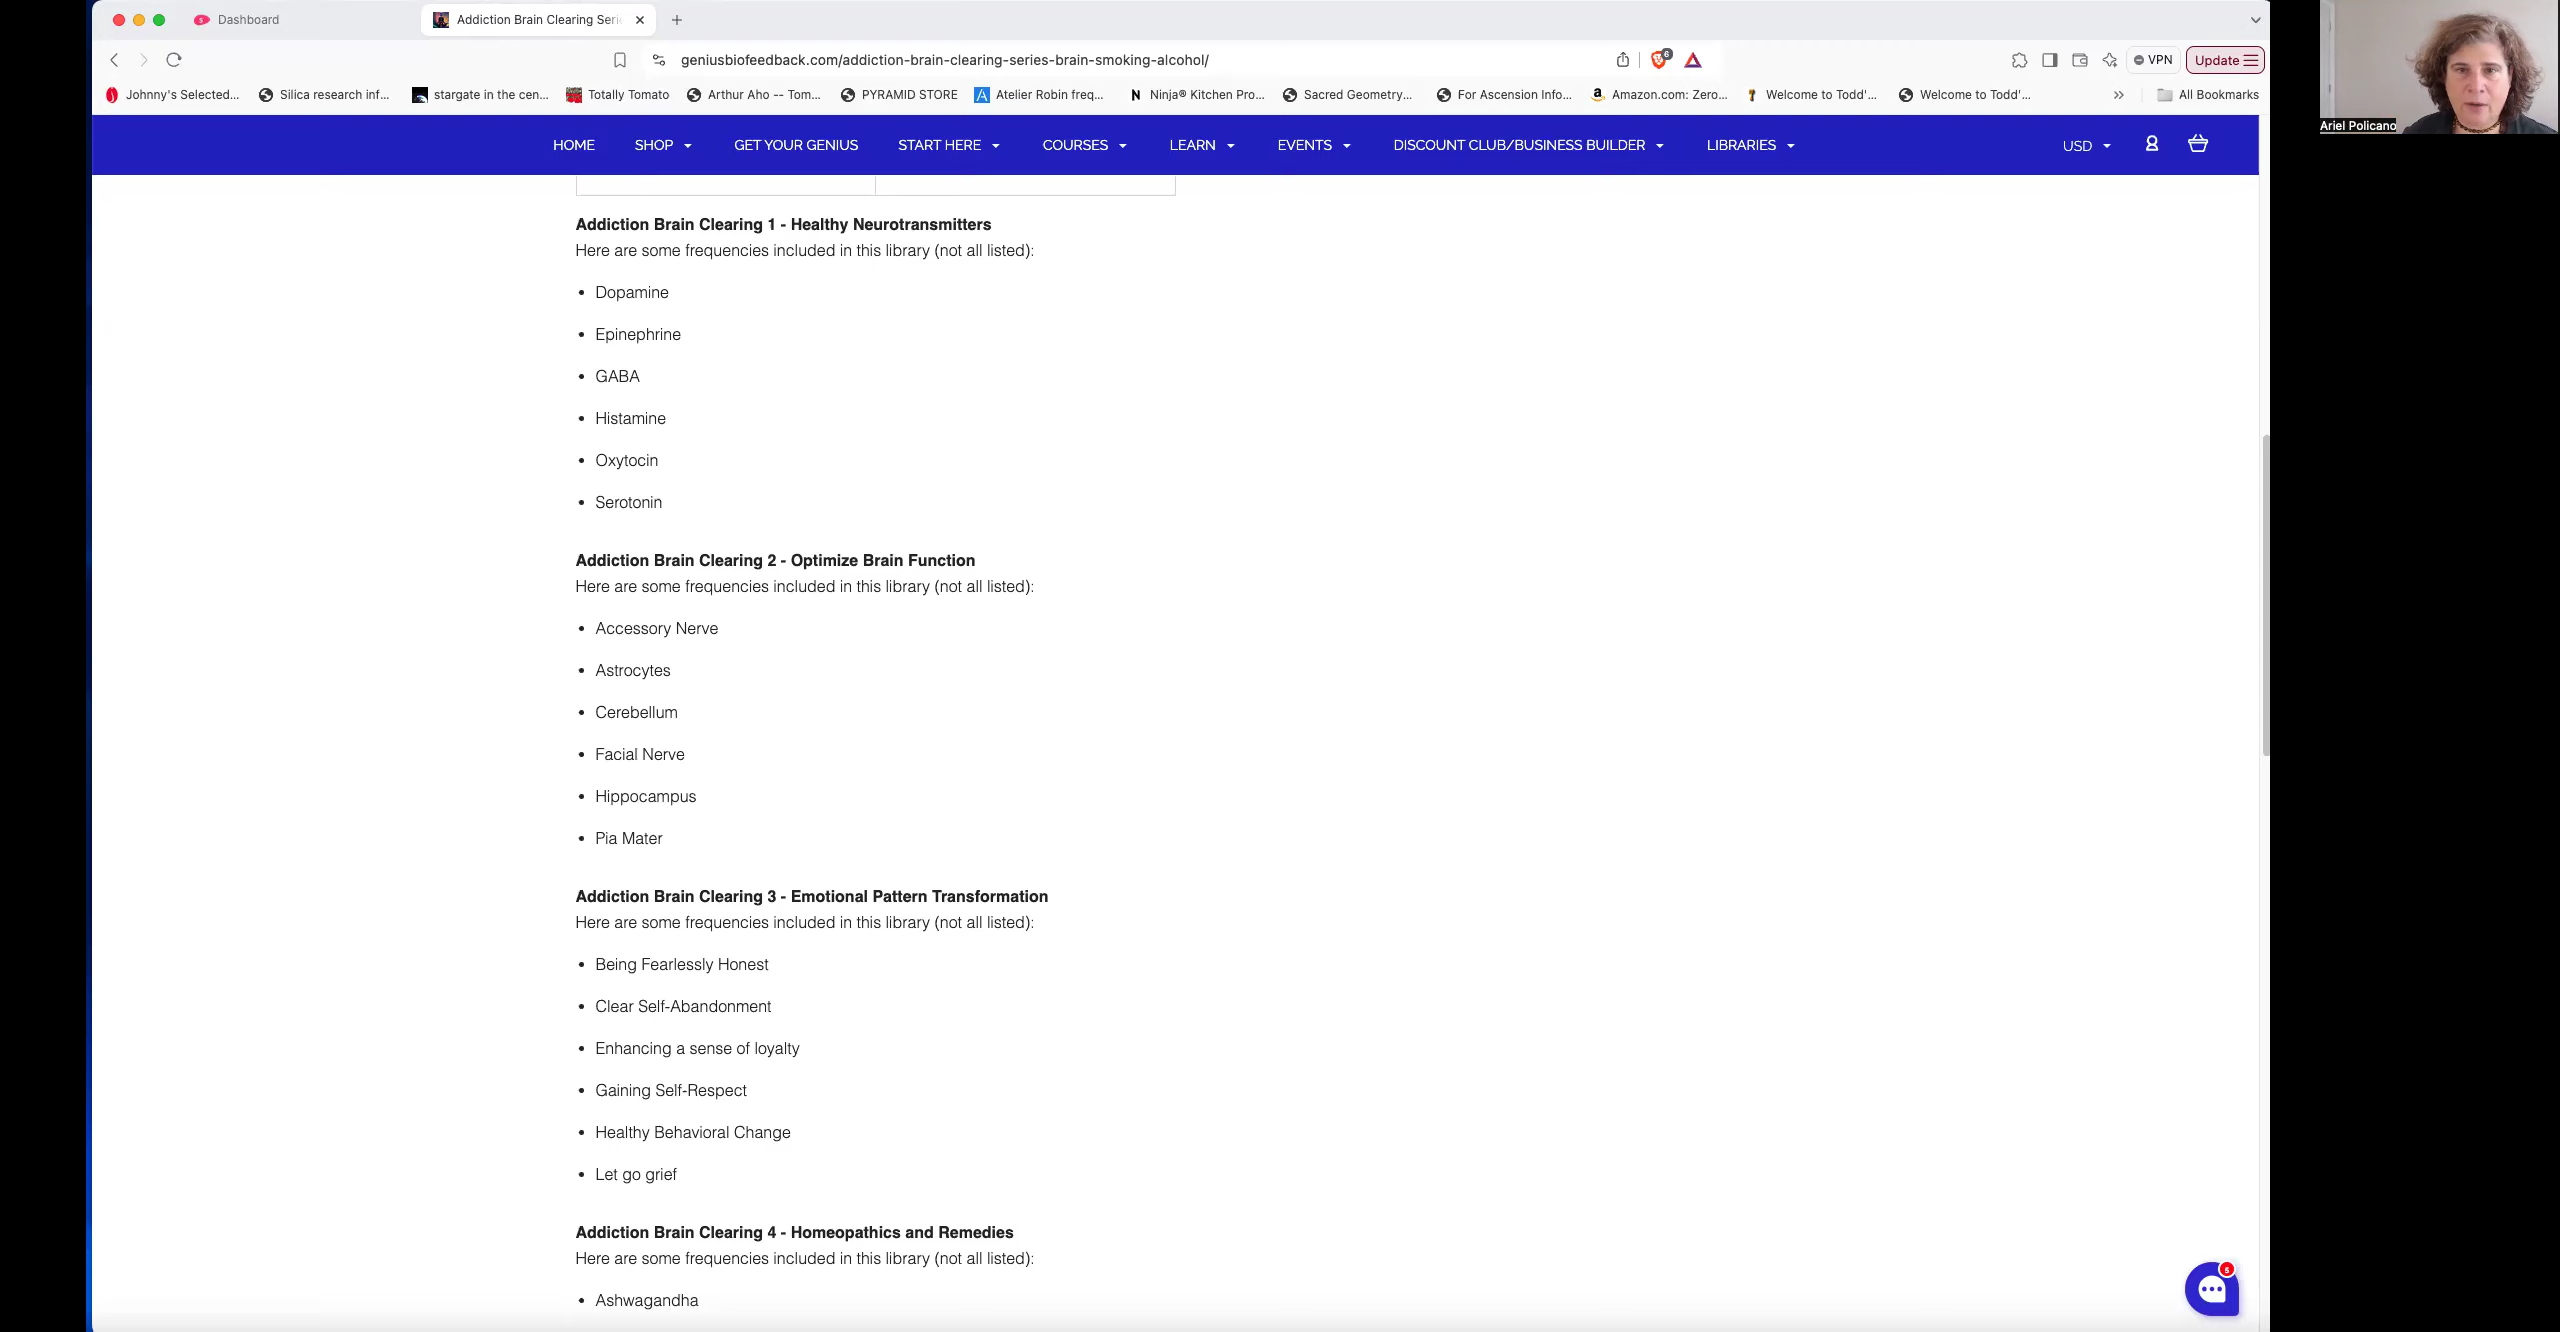 Dashboard
Addiction Brain Clearing Seri
geniusbiofeedback.com/addiction-brain-clearing-series-brain-smoking-alcohol/
6
VPN
Update
Johnny's Selected...
Silica research inf...
stargate in the cen...
Totally Tomato
Arthur Aho -- Tom...
PYRAMID STORE
Atelier Robin freq...
Ninja® Kitchen Pro...
Sacred Geometry...
For Ascension Info...
Amazon.com: Zero...
Welcome to Todd'...
Welcome to Todd'...
All Bookmarks
Ariel Policano
HOME
SHOP
GET YOUR GENIUS
START HERE
COURSES
LEARN
EVENTS
DISCOUNT CLUB/BUSINESS BUILDER
LIBRARIES
USD
Addiction Brain Clearing 1 - Healthy Neurotransmitters
Here are some frequencies included in this library (not all listed):
• Dopamine
• Epinephrine
• GABA
• Histamine
• Oxytocin
• Serotonin
Addiction Brain Clearing 2 - Optimize Brain Function
Here are some frequencies included in this library (not all listed):
• Accessory Nerve
• Astrocytes
• Cerebellum
• Facial Nerve
• Hippocampus
• Pia Mater
Addiction Brain Clearing 3 - Emotional Pattern Transformation
Here are some frequencies included in this library (not all listed):
• Being Fearlessly Honest
• Clear Self-Abandonment
• Enhancing a sense of loyalty
• Gaining Self-Respect
• Healthy Behavioral Change
• Let go grief
Addiction Brain Clearing 4 - Homeopathics and Remedies
Here are some frequencies included in this library (not all listed):
• Ashwagandha
5